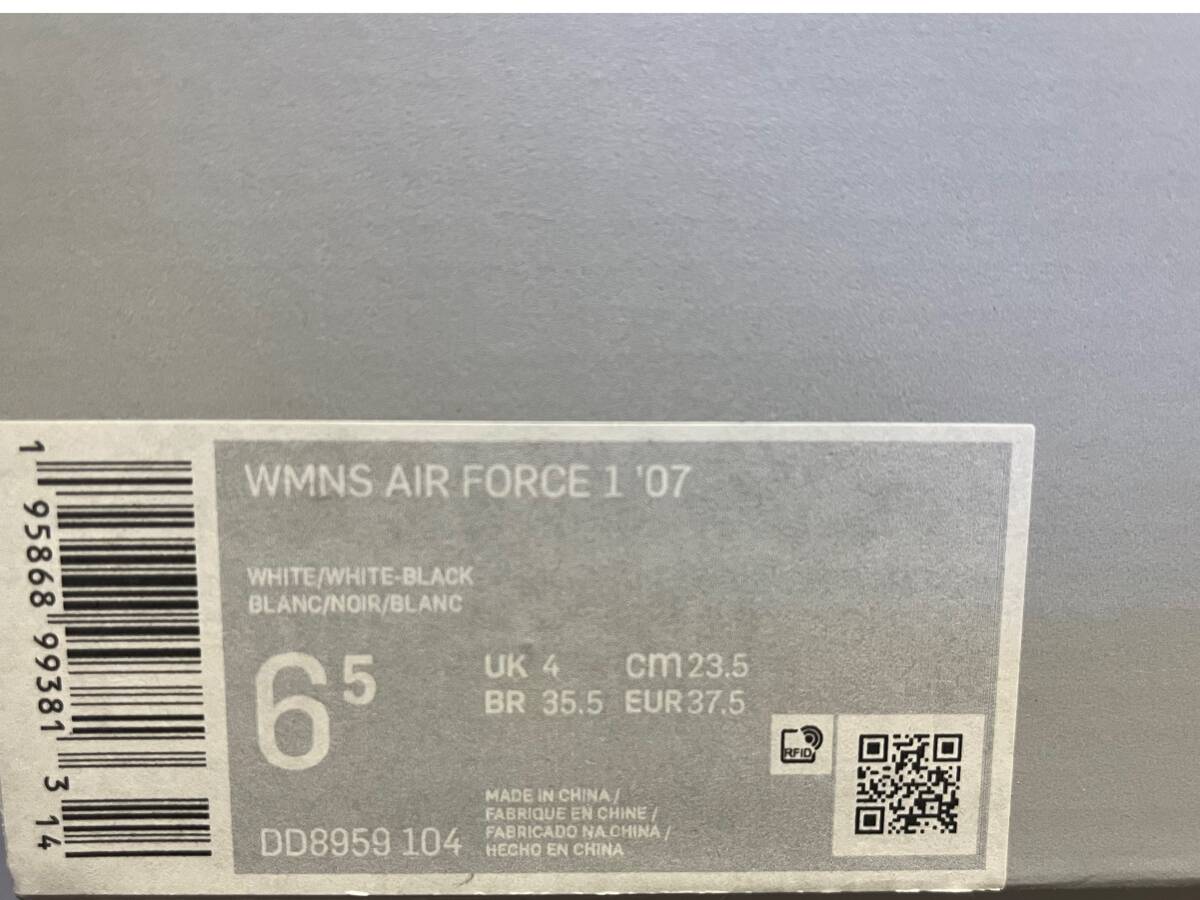 WMNS AIR FORCE 1 '07
WHITE/WHITE-BLACK
BLANC/NOIR/BLANC
6 5
UK 4 cm 23.5
BR 35.5 EUR 37.5
MADE IN CHINA /
FABRIQUE EN CHINE /
FABRICADO NA CHINA /
HECHO EN CHINA
DD8959 104
RFID
1 95868 99381 3 14